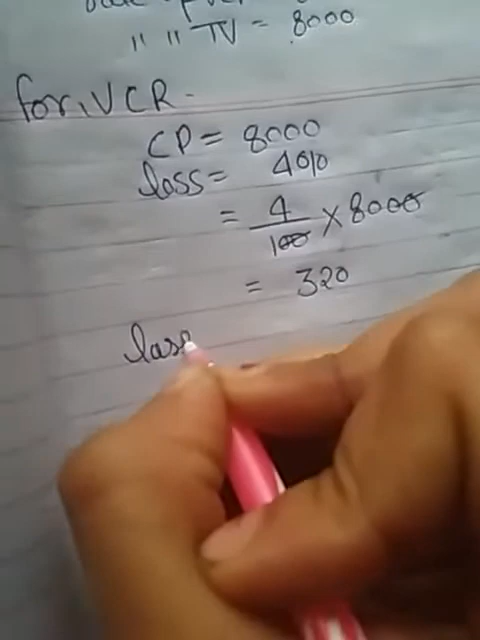 " " TV = 8000
for, VCR -
CP = 8000
loss = 4%
= 4/100 × 8000
= 320
loss